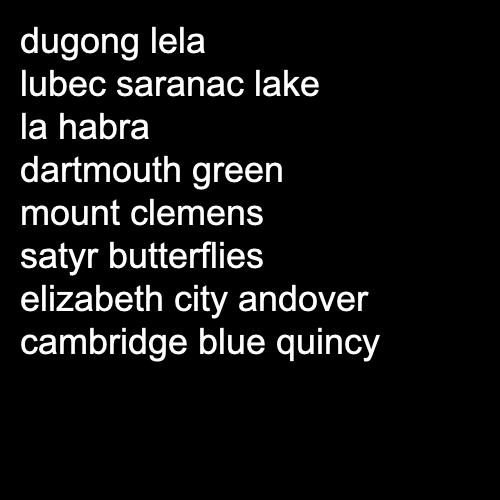 dugong lela
lubec saranac lake
la habra
dartmouth green
mount clemens
satyr butterflies
elizabeth city andover
cambridge blue quincy